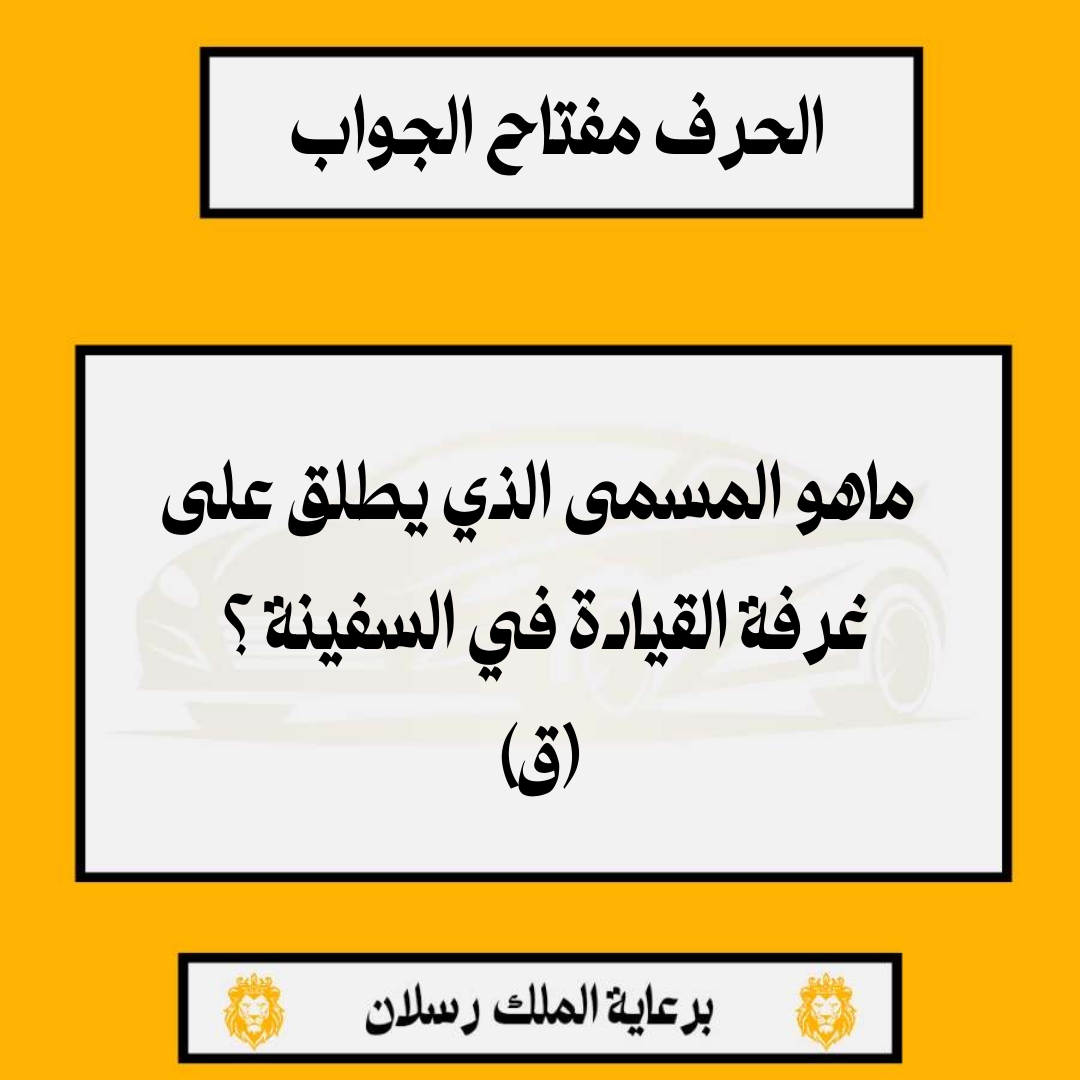 الحرف مفتاح الجواب
ماهو المسمى الذي يطلق على
غرفة القيادة في السفينة ؟
(ق)
برعاية الملك رسلان